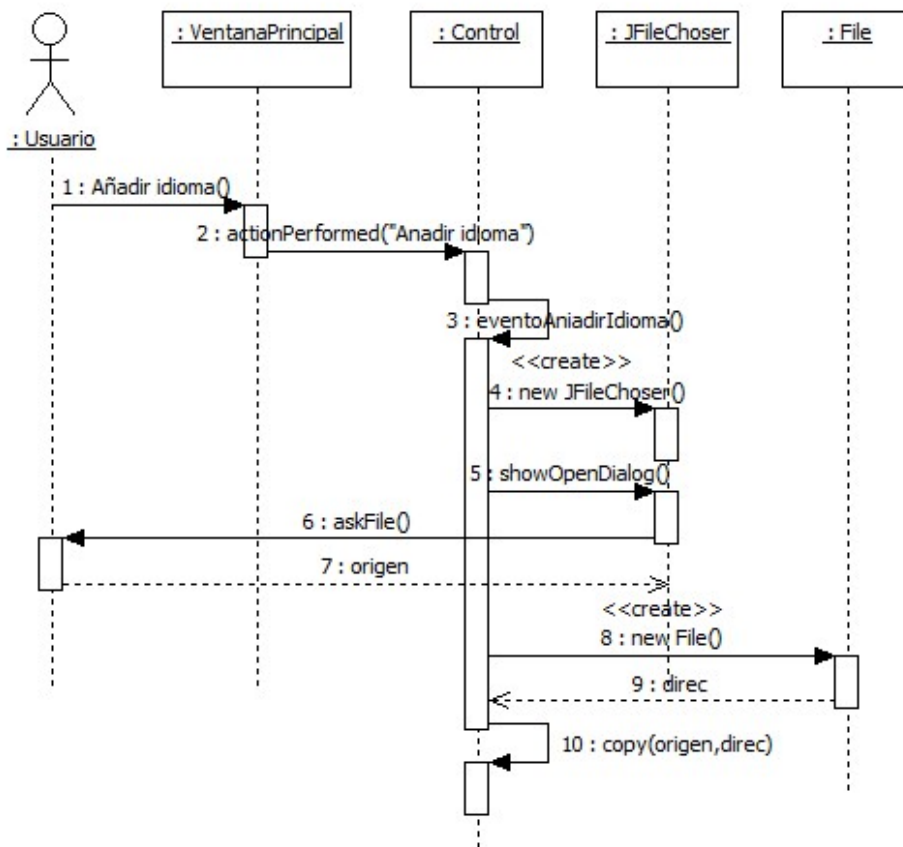 : VentanaPrincipal
: Control
: JFileChoser
: File
: Usuario
1 : Añadir idioma()
2 : actionPerformed("Anadir idioma")
3 : eventoAniadirIdioma()
<<create>>
4 : new JFileChoser()
5 : showOpenDialog()
6 : askFile()
7 : origen
<<create>>
8 : new File()
9 : direc
10 : copy(origen,direc)